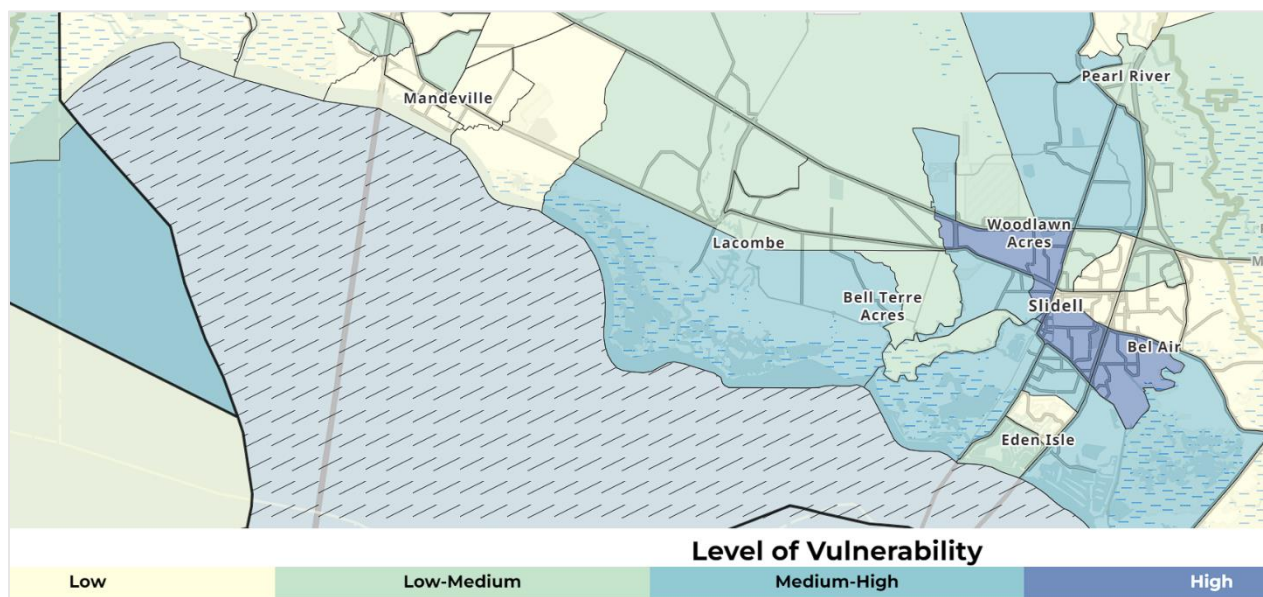 Pearl River
Mandeville
Woodlawn
Acres
Lacombe
Bell Terre
Acres
Slidell
Bel Air
Eden Isle
Level of Vulnerability
Low
Low-Medium
Medium-High
High